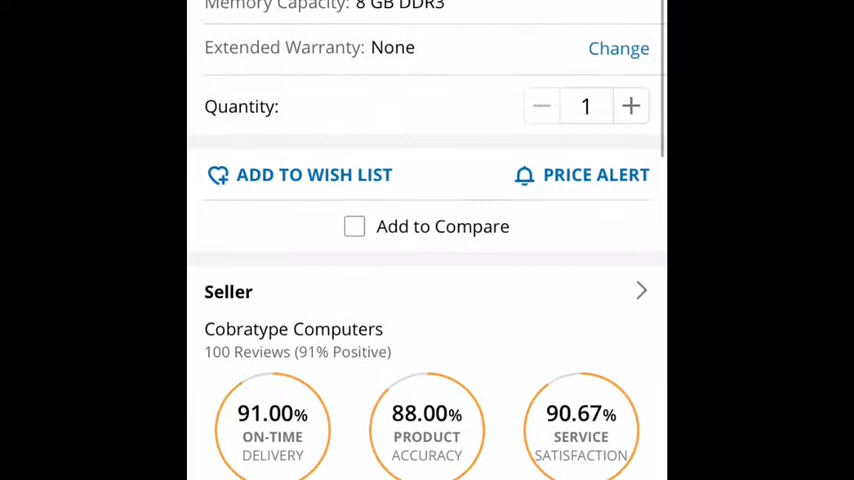 Memory Capacity: 8 GB DDR3
Extended Warranty: None Change
Quantity: 1
ADD TO WISH LIST PRICE ALERT
Add to Compare
Seller
Cobratype Computers
100 Reviews (91% Positive)
91.00% 88.00% 90.67%
ON-TIME PRODUCT SERVICE
DELIVERY ACCURACY SATISFACTION